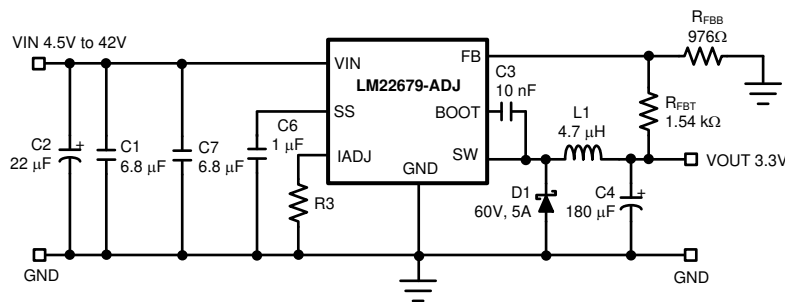 VIN 4.5V to 42V
C2
22 μF
+
C1
6.8 μF
C7
6.8 μF
C6
1 μF
R3
VIN
SS
IADJ
LM22679-ADJ
GND
FB
BOOT
SW
C3
10 nF
L1
4.7 μH
D1
60V, 5A
C4
180 μF
+
RFBB
976Ω
RFBT
1.54 kΩ
VOUT 3.3V
GND
GND